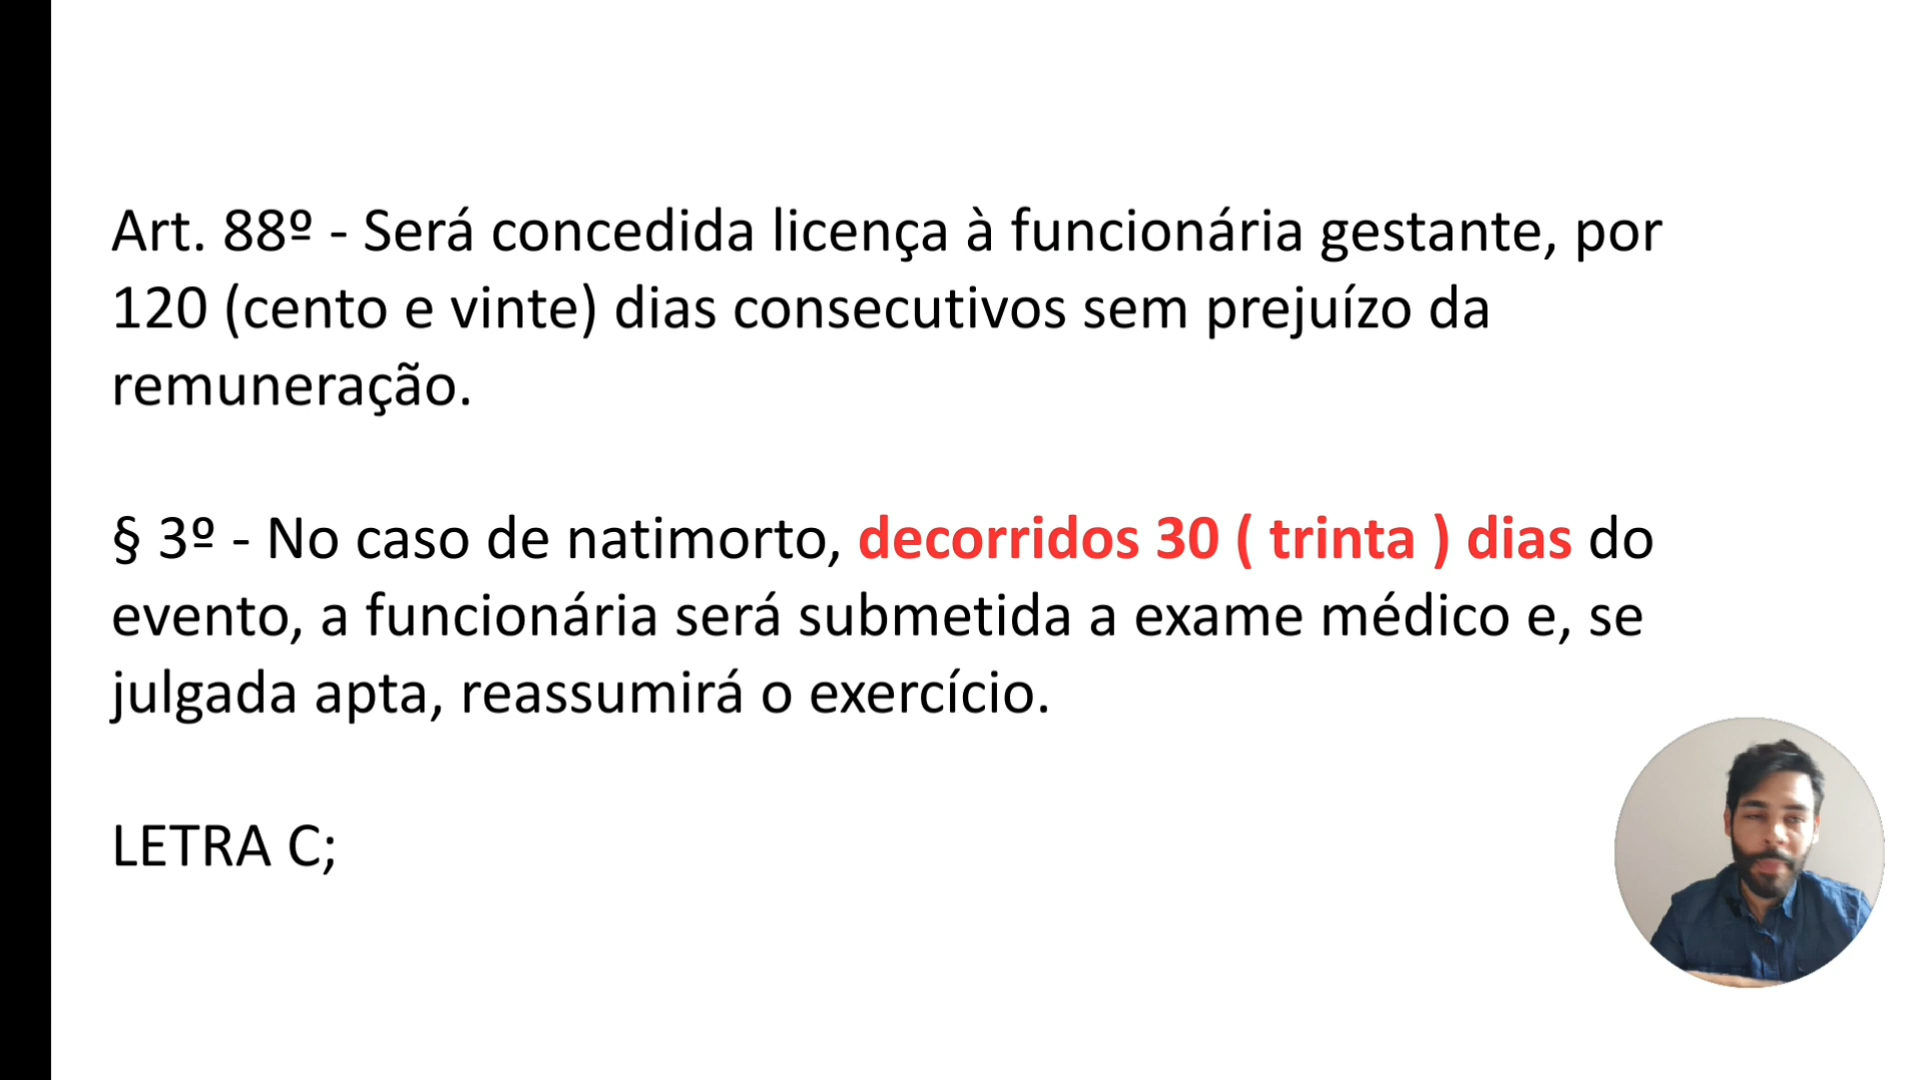 Art. 88º - Será concedida licença à funcionária gestante, por
120 (cento e vinte) dias consecutivos sem prejuízo da
remuneração.
§ 3º - No caso de natimorto, decorridos 30 ( trinta ) dias do
evento, a funcionária será submetida a exame médico e, se
julgada apta, reassumirá o exercício.
LETRA C;